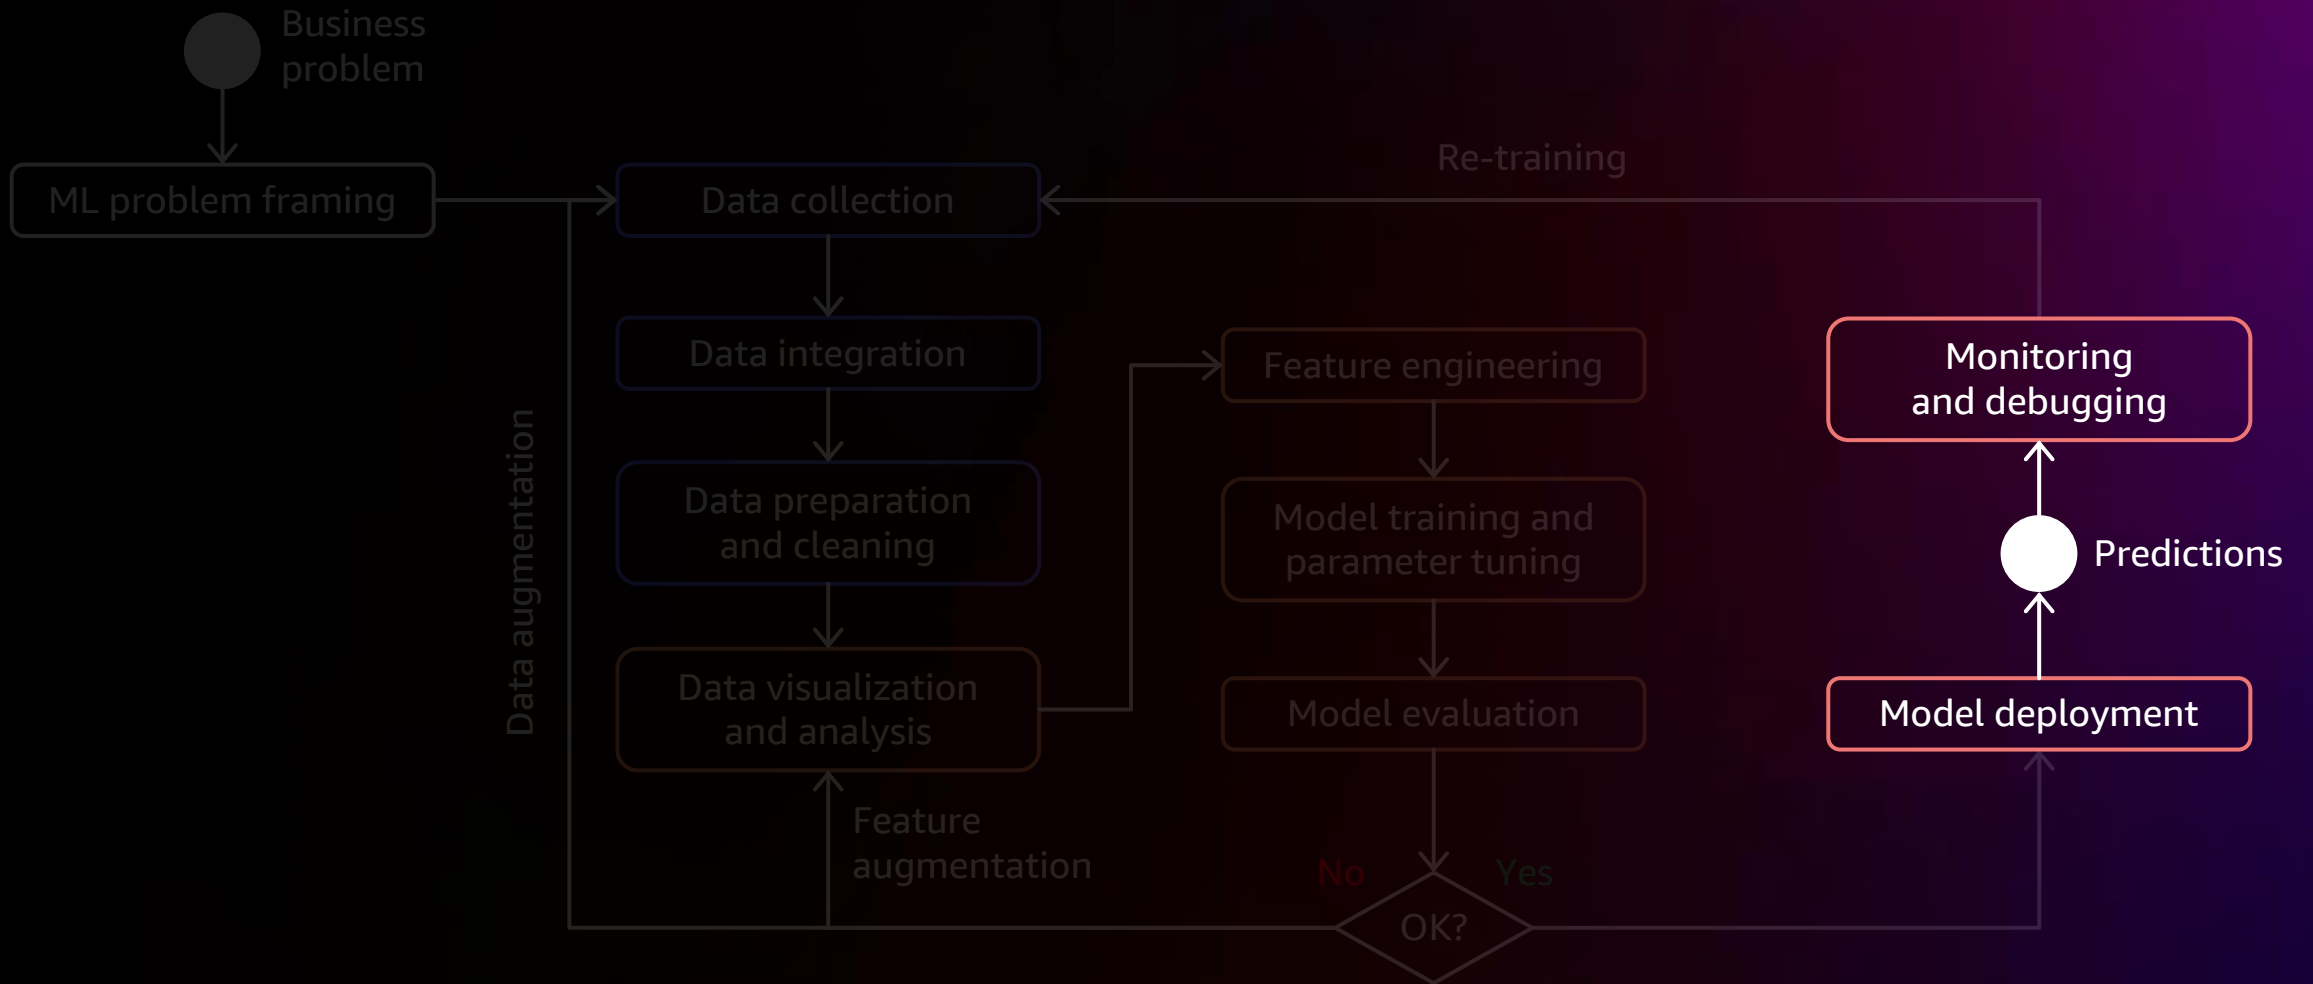 Business
problem
ML problem framing
Data collection
Re-training
Data integration
Data preparation
and cleaning
Data visualization
and analysis
Data augmentation
Feature
augmentation
Feature engineering
Model training and
parameter tuning
Model evaluation
No
Yes
OK?
Monitoring
and debugging
Predictions
Model deployment